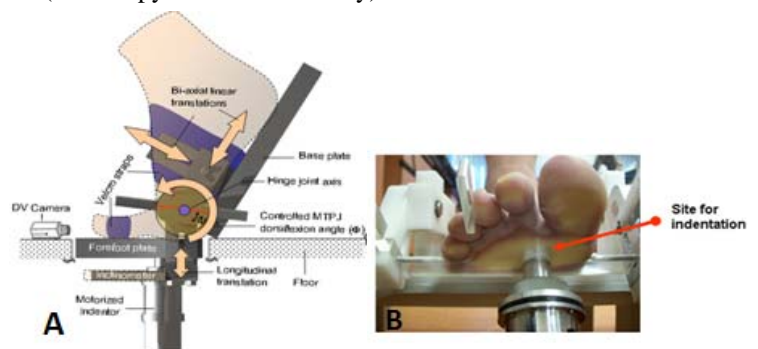 Bi-axial linear
translations
Base plate
Velcro straps
Hinge joint axis
DV Camera
Controlled MTPJ
dorsiflexion angle (Φ)
Forefoot plate
Longitudinal
translation
Floor
Motorized
Indentor
A
B
Site for
indentation